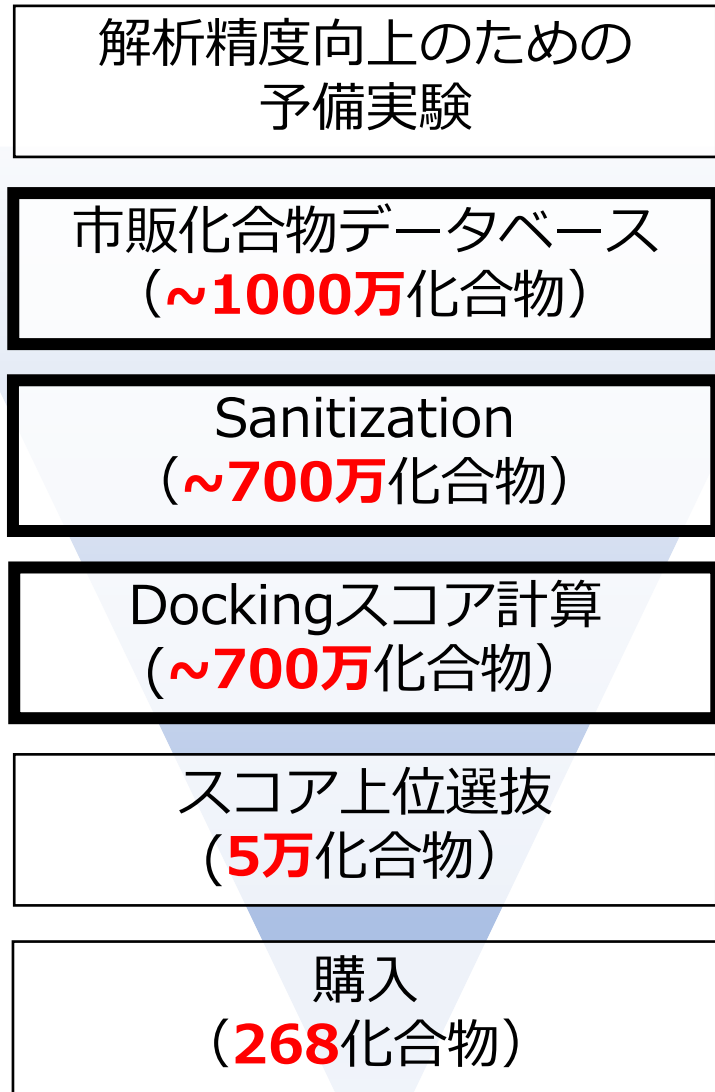 解析精度向上のための
予備実験
市販化合物データベース
（~1000万化合物）
Sanitization
（~700万化合物）
Dockingスコア計算
(~700万化合物）
スコア上位選抜
(5万化合物）
購入
（268化合物）